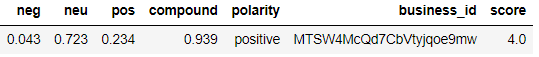 neg neu pos compound polarity business_id score
0.043 0.723 0.234 0.939 positive MTSW4McQd7CbVtyjqoe9mw 4.0